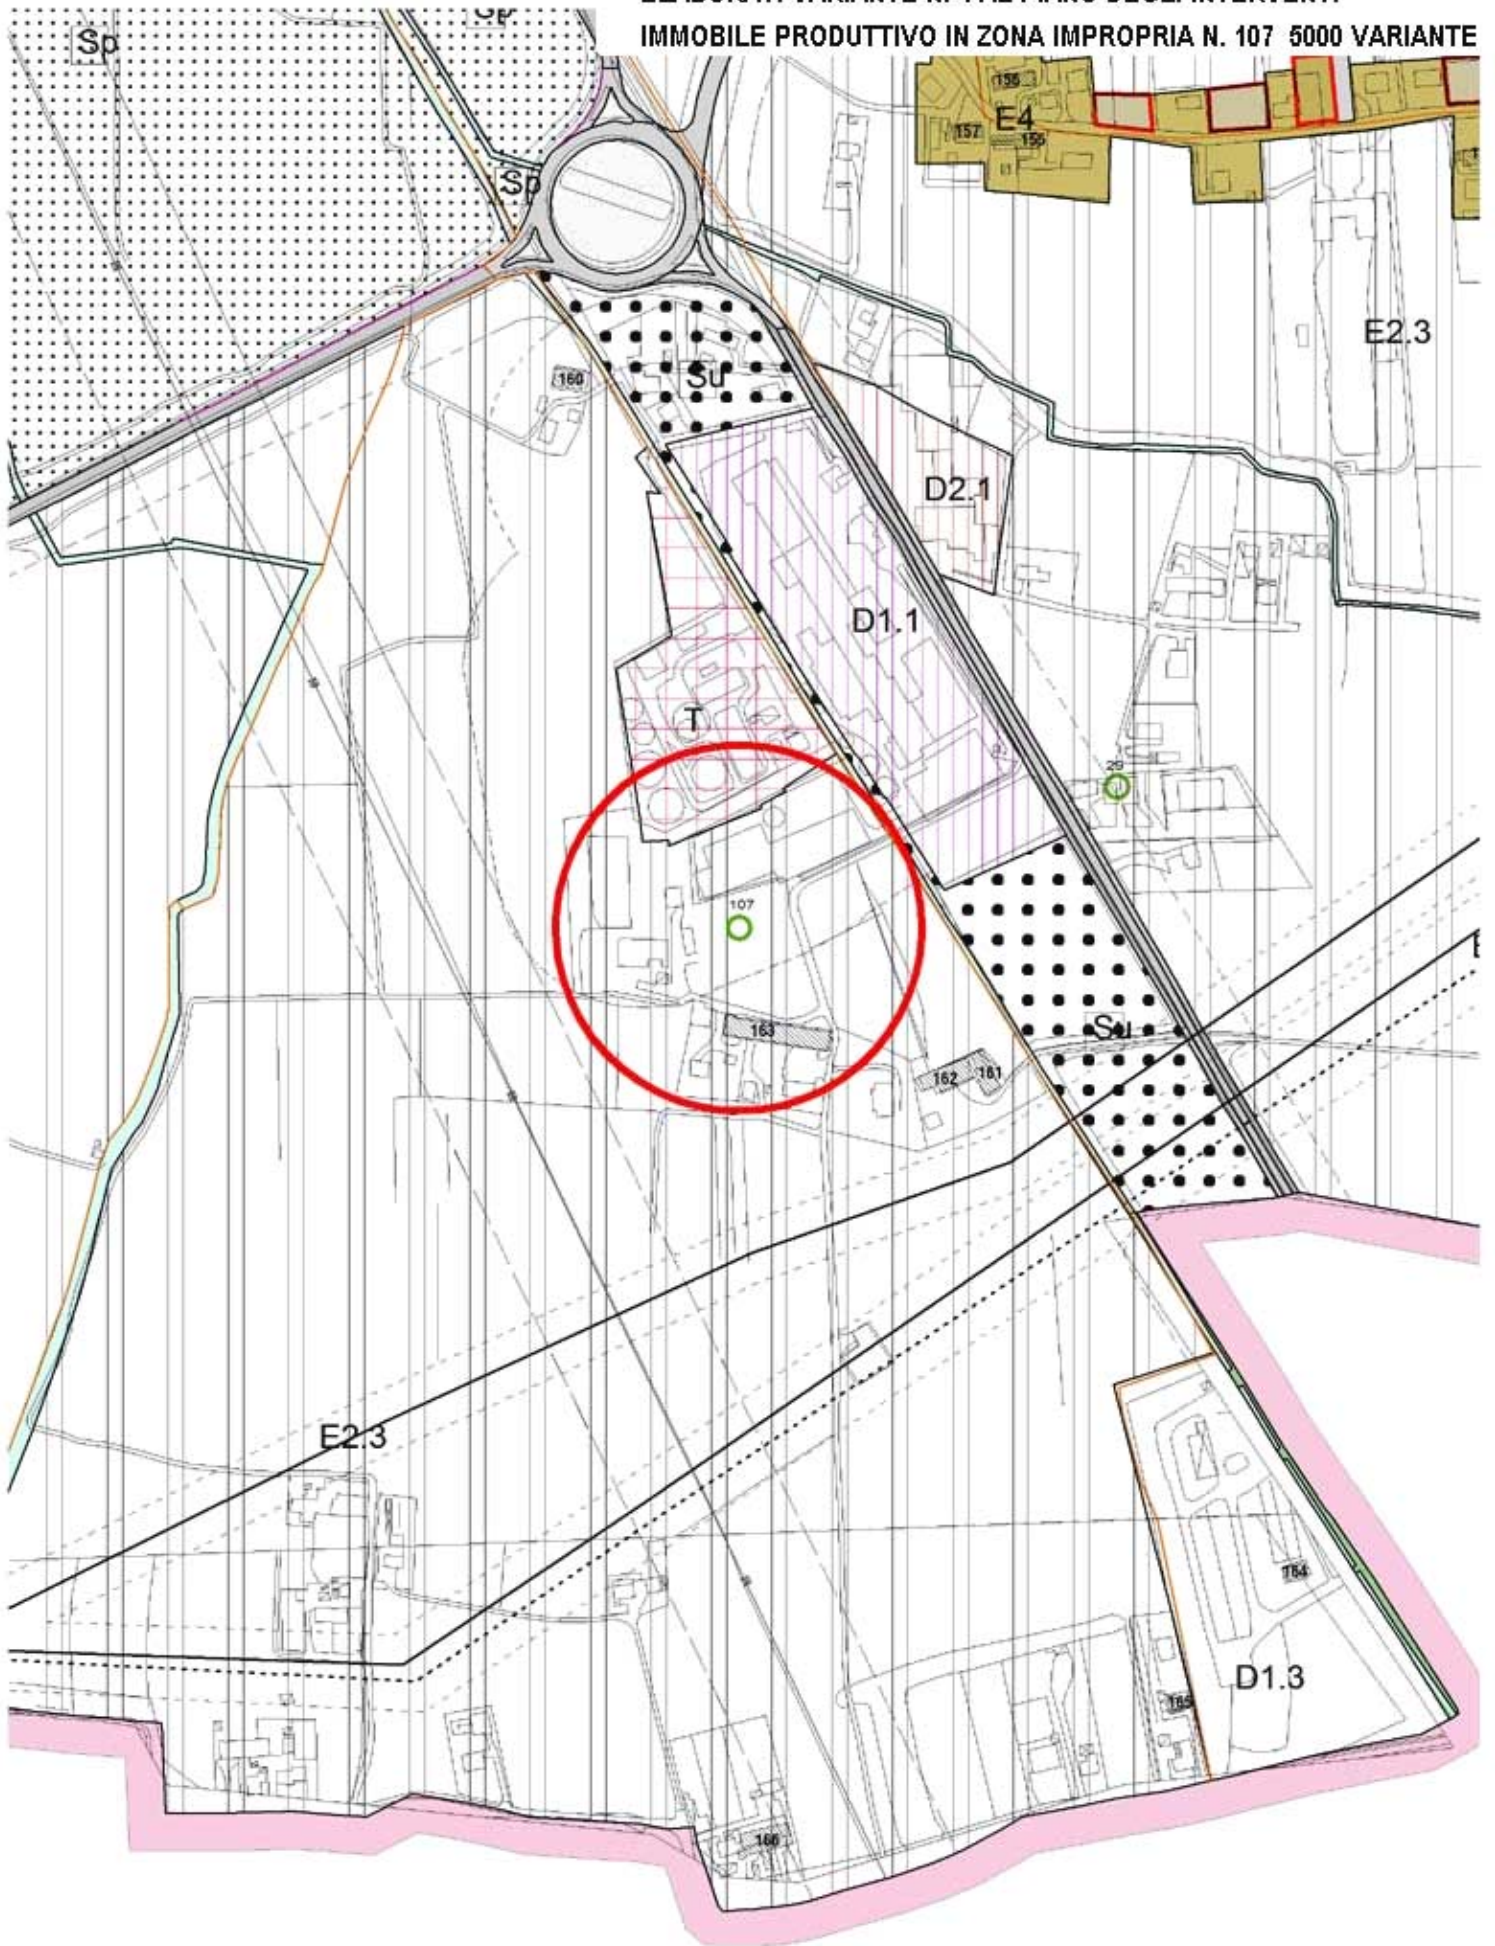 IMMOBILE PRODUTTIVO IN ZONA IMPROPRIA N. 107 5000 VARIANTE
Sp
156
E4
157
155
Sp
E2.3
160
Su
D2.1
D1.1
T
29
107
163
Su
162
161
E2.3
164
D1.3
165
166